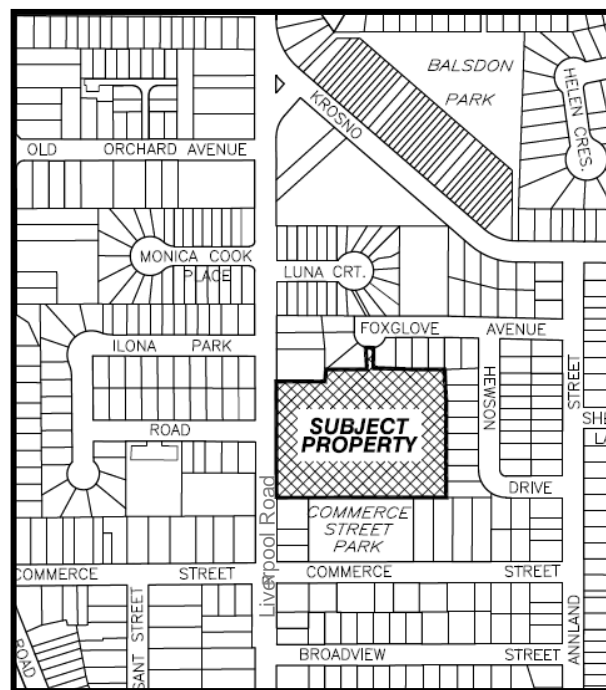 BALSDON
PARK
HELEN CRES.
KROSNO
OLD ORCHARD AVENUE
MONICA COOK
PLACE
LUNA CRT.
FOXGLOVE AVENUE
ILONA PARK
HEWSON
STREET
ROAD
SUBJECT
PROPERTY
DRIVE
Liverpool Road
COMMERCE
STREET
PARK
COMMERCE STREET
COMMERCE STREET
STREET
BROADVIEW STREET
ANNLAND
ROAD